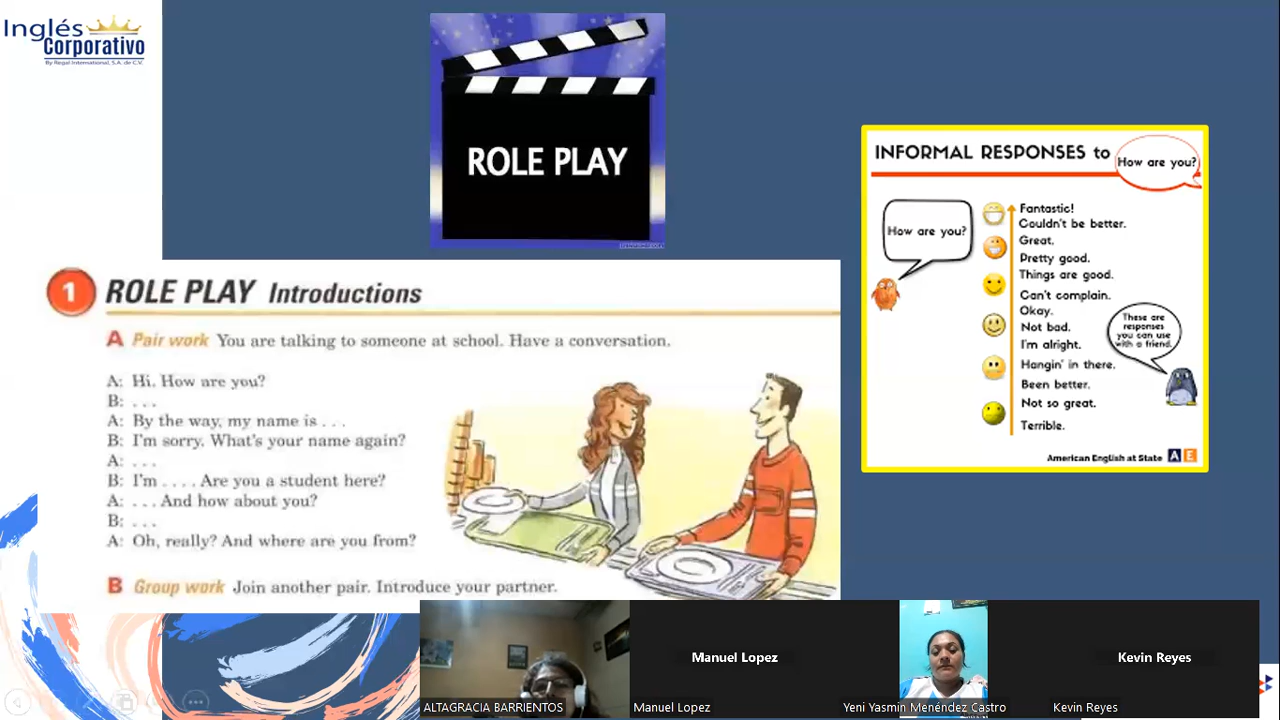 Inglés
Corporativo
By Regal International, S.A. de C.V.
ROLE PLAY
INFORMAL RESPONSES to
How are you?
How are you?
Fantastic!
Couldn't be better.
Great.
Pretty good.
Things are good.
Can't complain.
Okay.
Not bad.
I'm alright.
Hangin' in there.
Been better.
Not so great.
Terrible.
These are
responses
you can use
with a friend.
American English at State A E
1 ROLE PLAY Introductions
A Pair work You are talking to someone at school. Have a conversation.
A: Hi. How are you?
B: . . .
A: By the way, my name is . . .
B: I'm sorry. What's your name again?
A: . . .
B: I'm . . . . Are you a student here?
A: . . . And how about you?
B: . . .
A: Oh, really? And where are you from?
B Group work Join another pair. Introduce your partner.
Manuel Lopez
Kevin Reyes
ALTAGRACIA BARRIENTOS
Manuel Lopez
Yeni Yasmin Menéndez Castro
Kevin Reyes